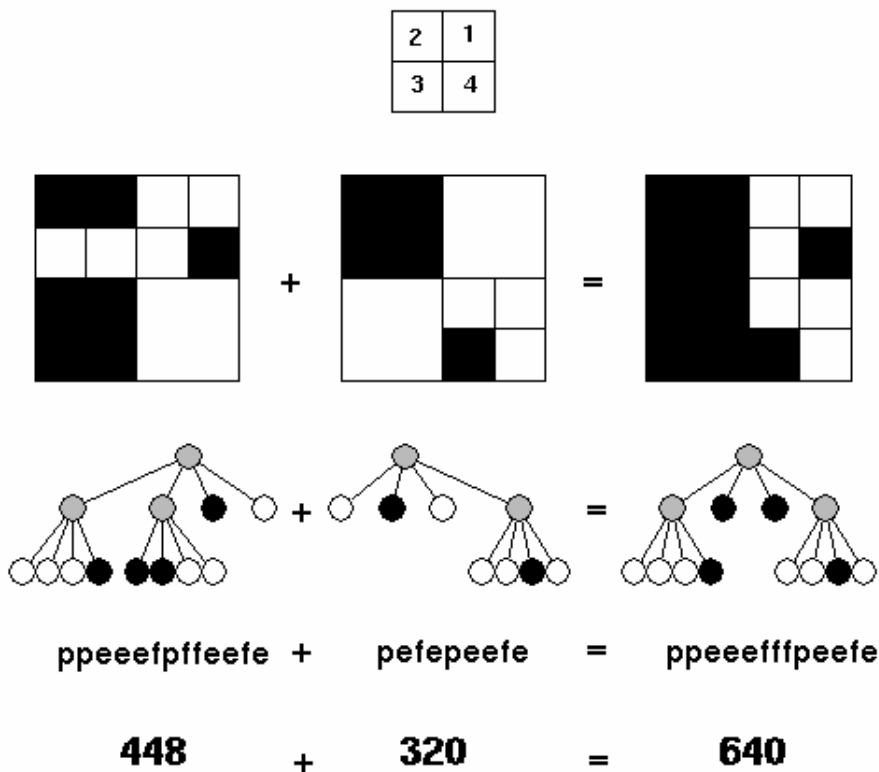 2 1
3 4
+ =
+ =
ppeeefpffeefe + pefepeefe = ppeeefffpeefe
448 + 320 = 640